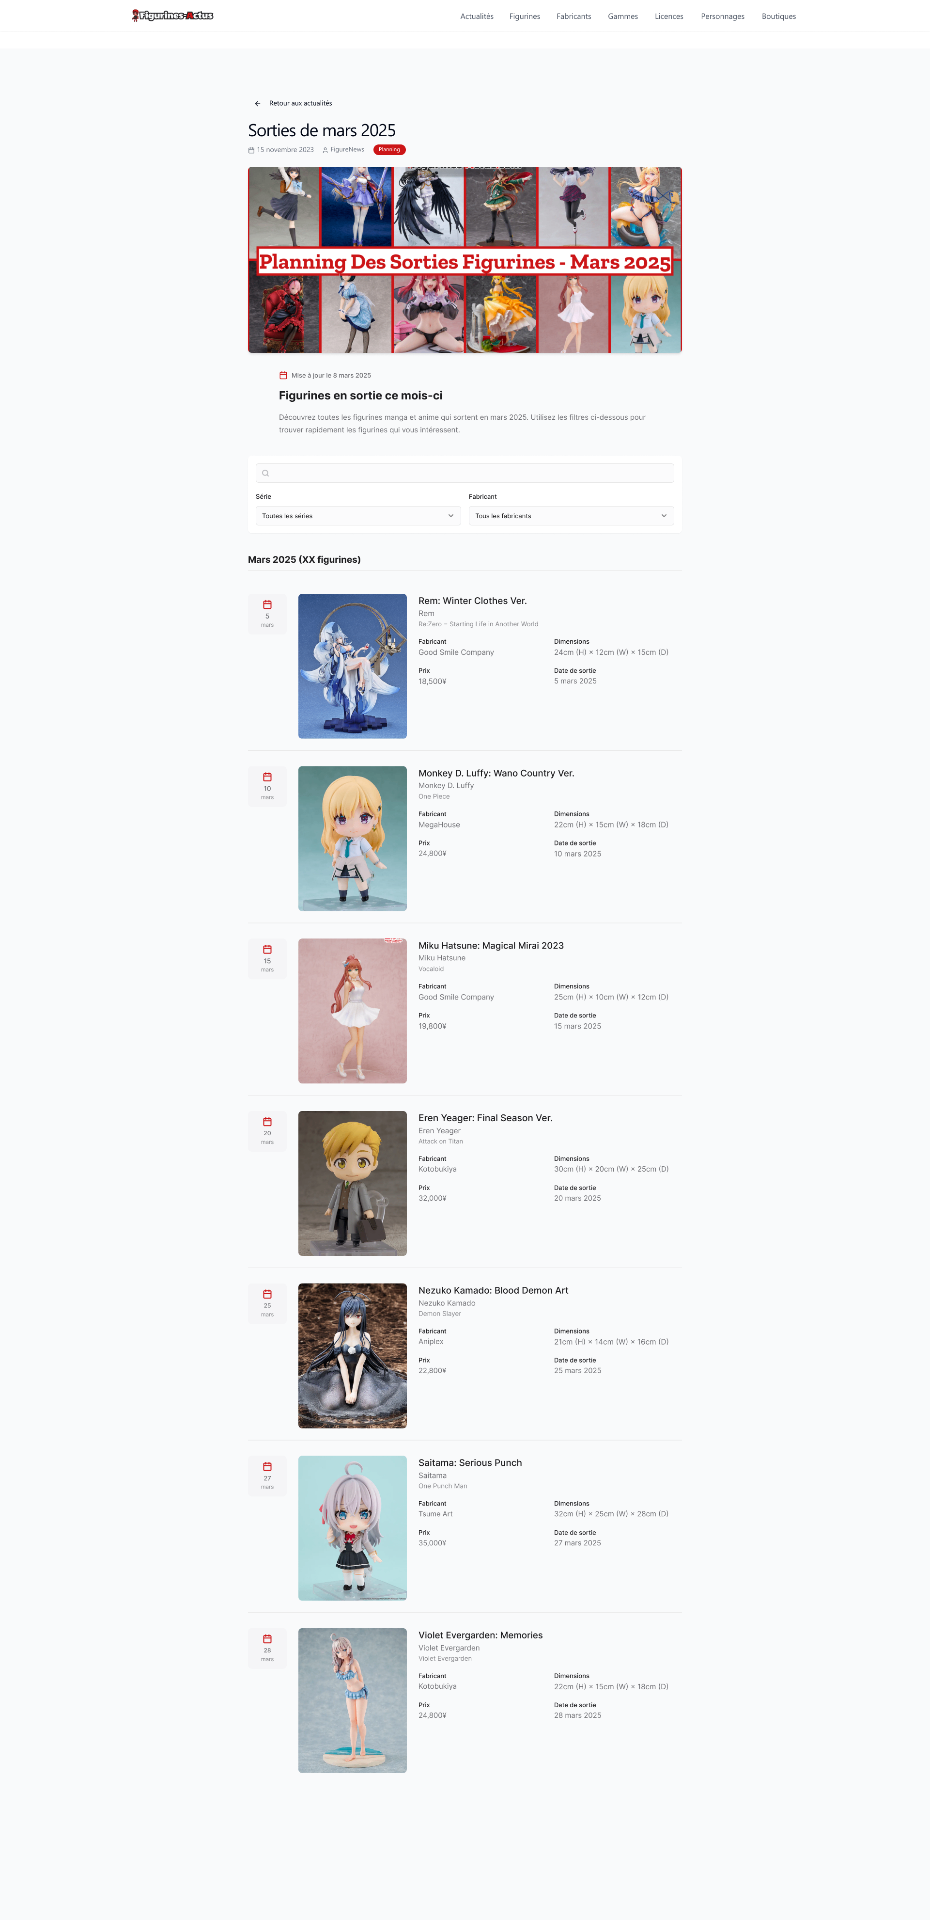 Figurines-Actus
Actualités Figurines Fabricants Gammes Licences Personnages Boutiques
Retour aux actualités
Sorties de mars 2025
15 novembre 2023 FigureNews Planning
Planning Des Sorties Figurines - Mars 2025
Mise à jour le 8 mars 2025
Figurines en sortie ce mois-ci
Découvrez toutes les figurines manga et anime qui sortent en mars 2025. Utilisez les filtres ci-dessous pour
trouver rapidement les figurines qui vous intéressent.
Série Fabricant
Toutes les séries Tous les fabricants
Mars 2025 (XX figurines)
5
mars
Rem: Winter Clothes Ver.
Rem
Re:Zero − Starting Life in Another World
Fabricant Dimensions
Good Smile Company 24cm (H) × 12cm (W) × 15cm (D)
Prix Date de sortie
18,500¥ 5 mars 2025
10
mars
Monkey D. Luffy: Wano Country Ver.
Monkey D. Luffy
One Piece
Fabricant Dimensions
MegaHouse 22cm (H) × 15cm (W) × 18cm (D)
Prix Date de sortie
24,800¥ 10 mars 2025
15
mars
Miku Hatsune: Magical Mirai 2023
Miku Hatsune
Vocaloid
Fabricant Dimensions
Good Smile Company 25cm (H) × 10cm (W) × 12cm (D)
Prix Date de sortie
19,800¥ 15 mars 2025
20
mars
Eren Yeager: Final Season Ver.
Eren Yeager
Attack on Titan
Fabricant Dimensions
Kotobukiya 30cm (H) × 20cm (W) × 25cm (D)
Prix Date de sortie
32,000¥ 20 mars 2025
25
mars
Nezuko Kamado: Blood Demon Art
Nezuko Kamado
Demon Slayer
Fabricant Dimensions
Aniplex 21cm (H) × 14cm (W) × 16cm (D)
Prix Date de sortie
22,800¥ 25 mars 2025
27
mars
Saitama: Serious Punch
Saitama
One Punch Man
Fabricant Dimensions
Tsume Art 32cm (H) × 25cm (W) × 28cm (D)
Prix Date de sortie
35,000¥ 27 mars 2025
28
mars
Violet Evergarden: Memories
Violet Evergarden
Violet Evergarden
Fabricant Dimensions
Kotobukiya 22cm (H) × 15cm (W) × 18cm (D)
Prix Date de sortie
24,800¥ 28 mars 2025